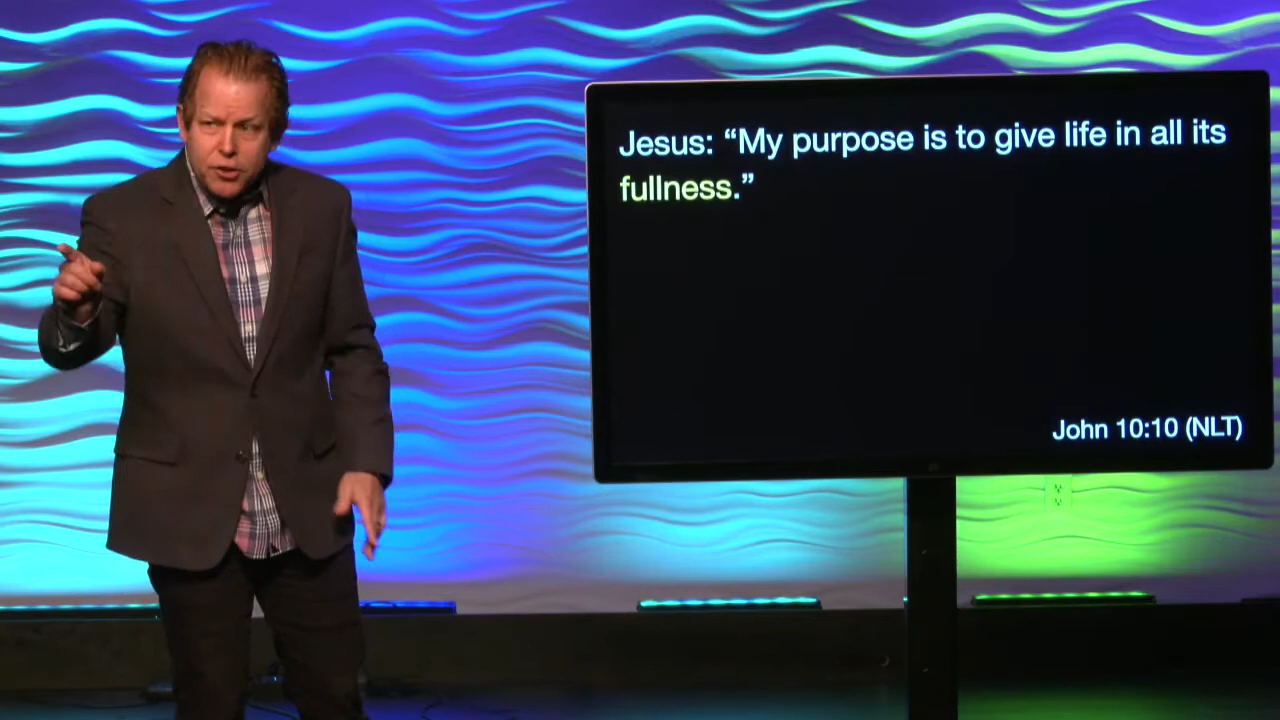 Jesus: “My purpose is to give life in all its
fullness.”
John 10:10 (NLT)